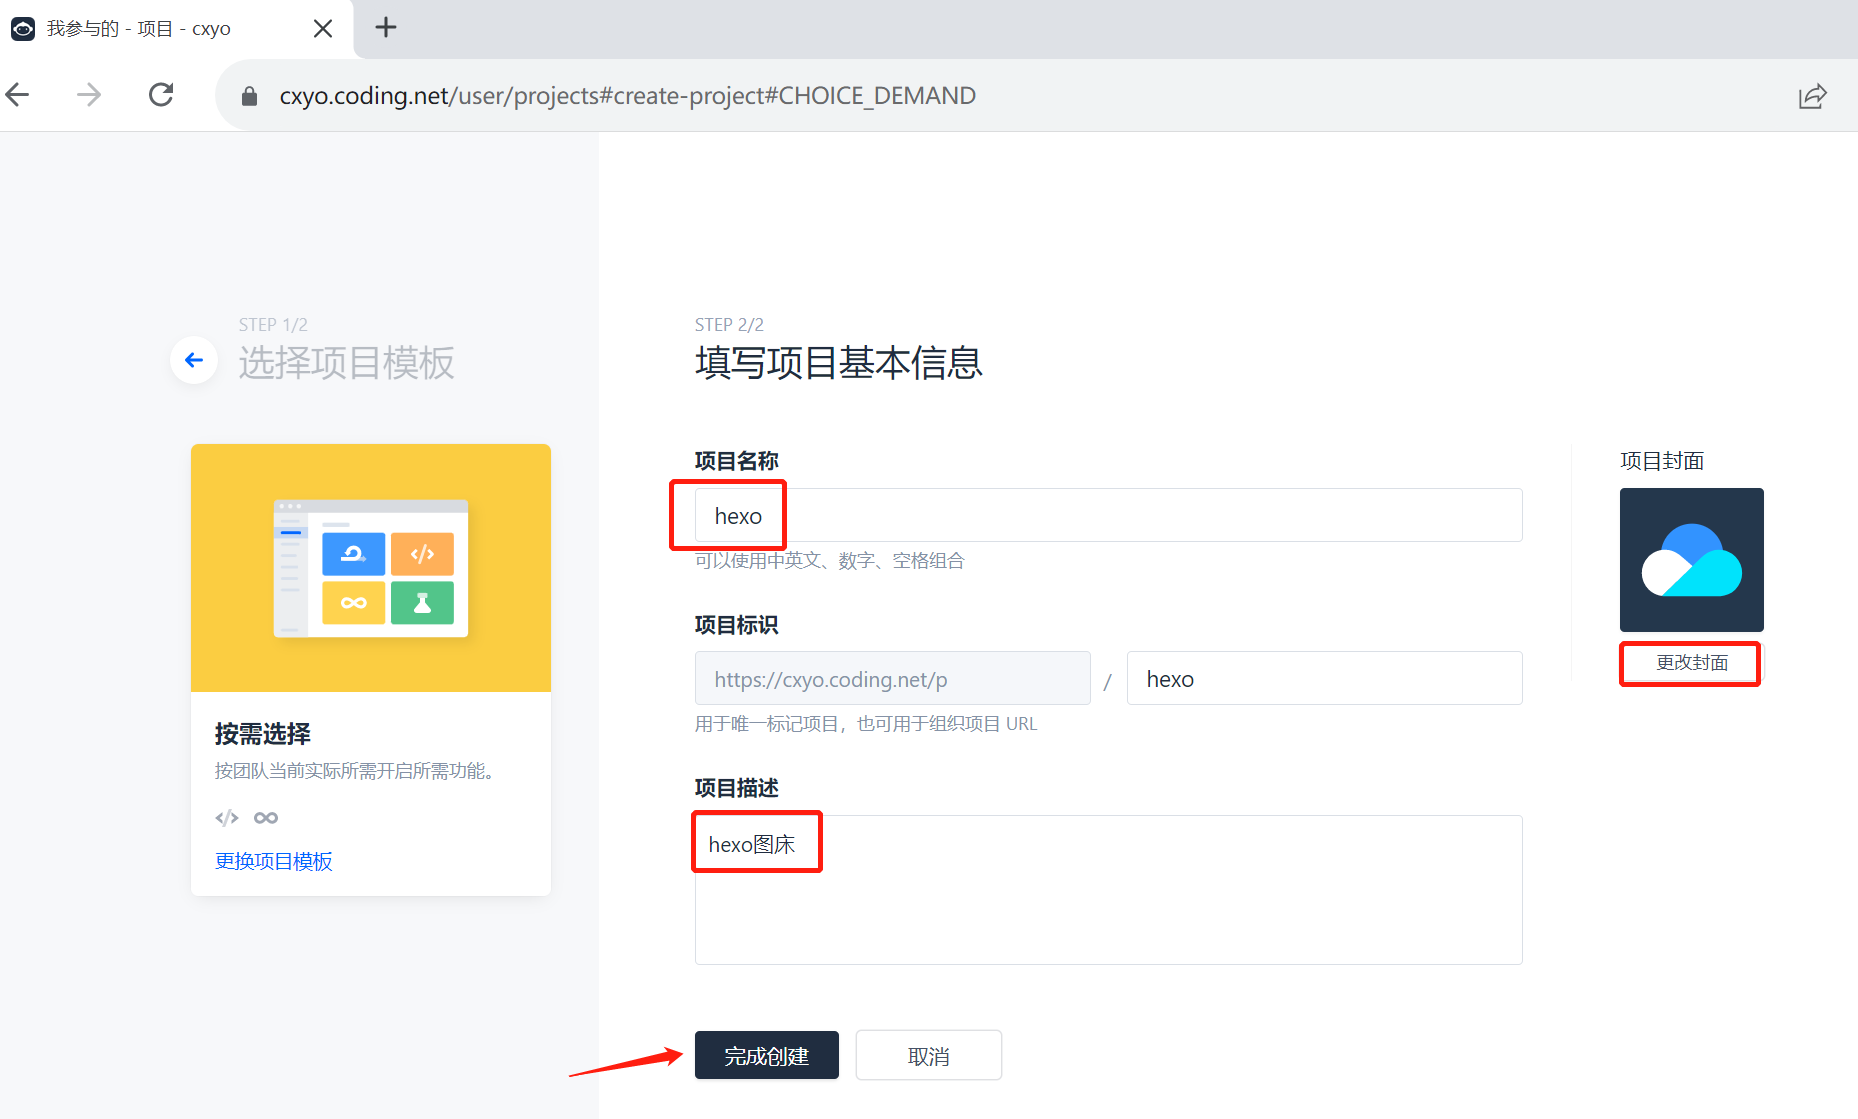 我参与的 - 项目 - cxyo
cxyo.coding.net/user/projects#create-project#CHOICE_DEMAND
STEP 1/2
选择项目模板
按需选择
按团队当前实际所需开启所需功能。
更换项目模板
STEP 2/2
填写项目基本信息
项目名称
hexo
可以使用中英文、数字、空格组合
项目标识
https://cxyo.coding.net/p / hexo
用于唯一标记项目，也可用于组织项目 URL
项目描述
hexo图床
完成创建 取消
项目封面
更改封面